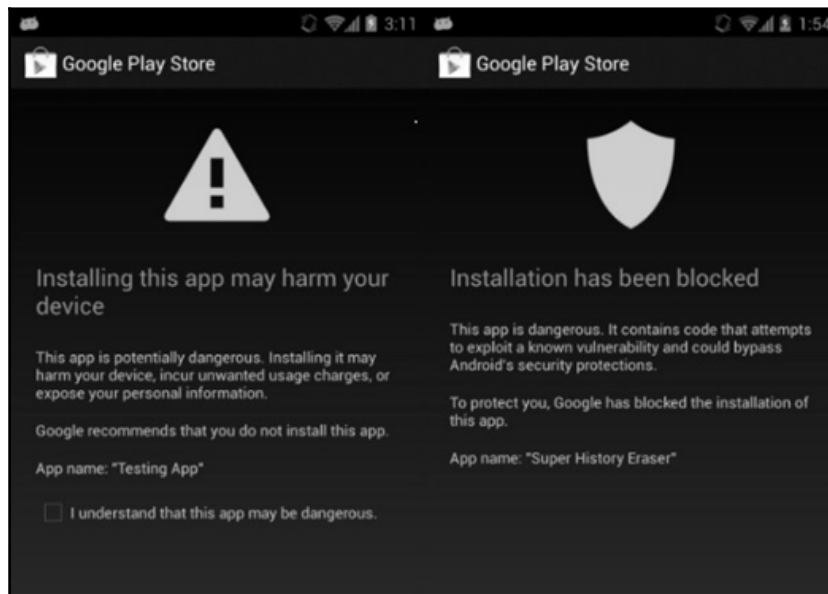 3:11
Google Play Store
Installing this app may harm your
device
This app is potentially dangerous. Installing it may
harm your device, incur unwanted usage charges, or
expose your personal information.
Google recommends that you do not install this app.
App name: "Testing App"
I understand that this app may be dangerous.
1:54
Google Play Store
Installation has been blocked
This app is dangerous. It contains code that attempts
to exploit a known vulnerability and could bypass
Android's security protections.
To protect you, Google has blocked the installation of
this app.
App name: "Super History Eraser"